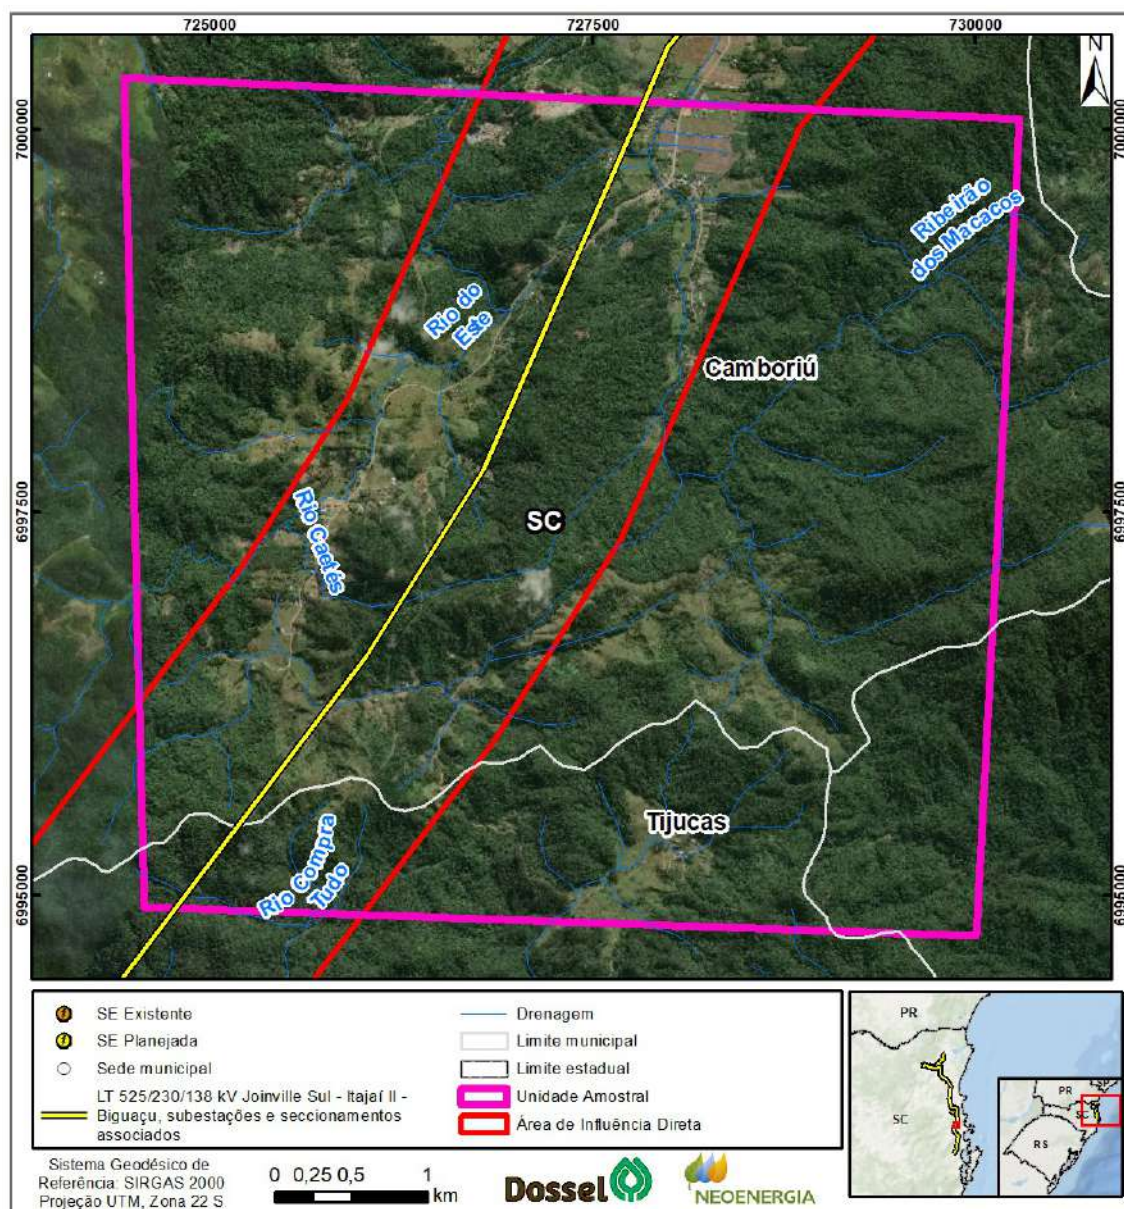 725000
727500
730000
N
7000000
7000000
Ribeirão
dos Macacos
Rio do
Este
Camboriú
6997500
6997500
SC
Rio Caetés
Tijucas
Rio Compra
Tudo
6995000
6995000
SE Existente
SE Planejada
Sede municipal
LT 525/230/138 kV Joinville Sul - Itajaí II -
Biguaçu, subestações e seccionamentos
associados
Drenagem
Limite municipal
Limite estadual
Unidade Amostral
Área de Influência Direta
PR
SC
PR
SP
SC
RS
Sistema Geodésico de
Referência: SIRGAS 2000
Projeção UTM, Zona 22 S
0 0,25 0,5 1
km
Dossel
NEOENERGIA